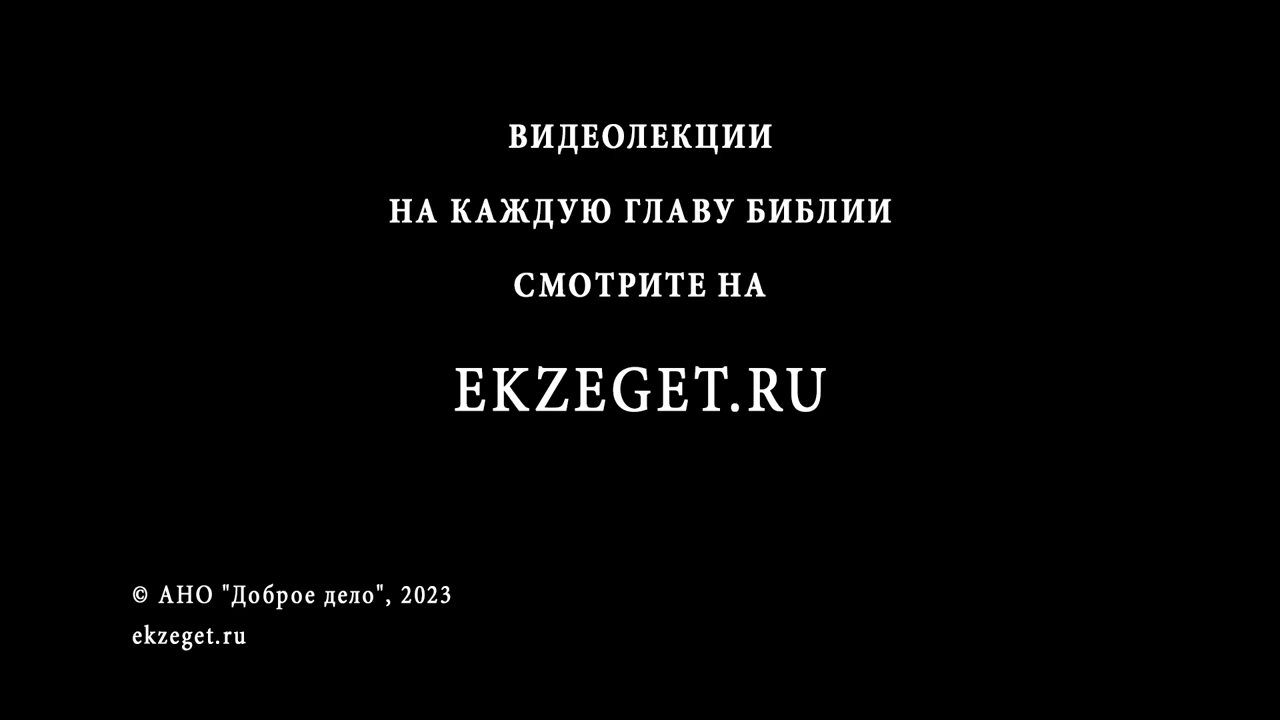 ВИДЕОЛЕКЦИИ
НА КАЖДУЮ ГЛАВУ БИБЛИИ
СМОТРИТЕ НА
EKZEGET.RU
© АНО "Доброе дело", 2023
ekzeget.ru